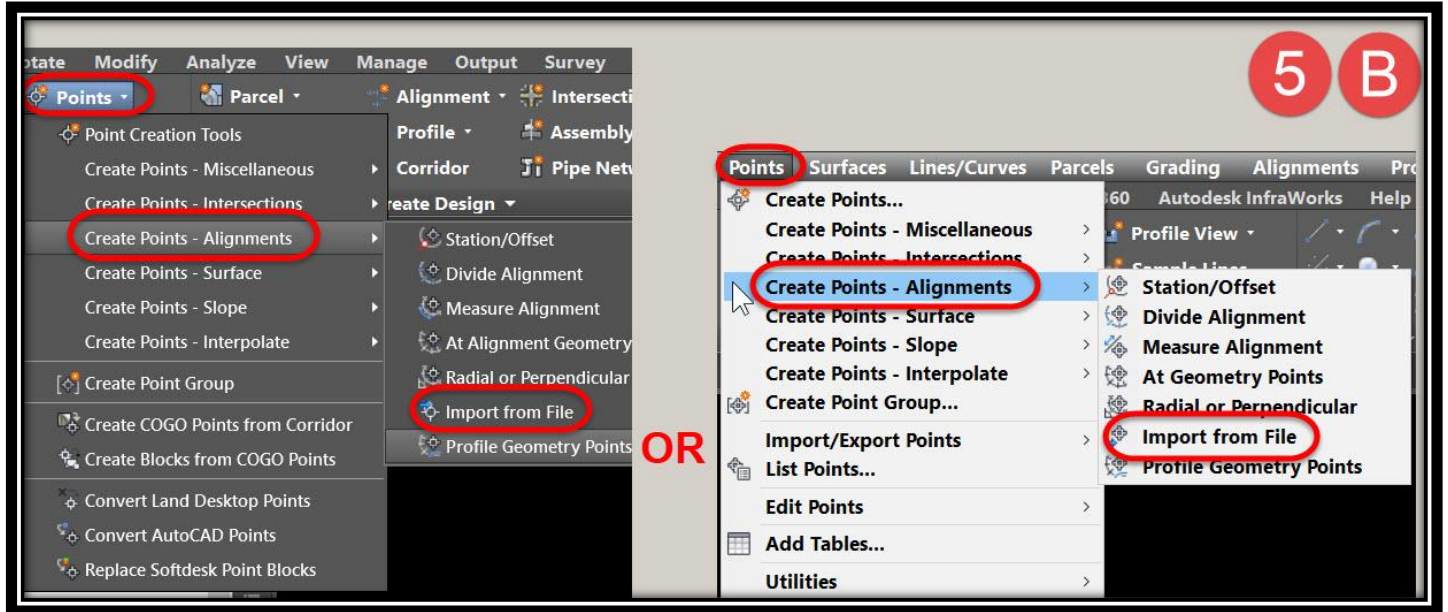 5 B
otate Modify Analyze View Manage Output Survey
Points Parcel Alignment Intersecti
Point Creation Tools Profile Assembly
Create Points - Miscellaneous Corridor Pipe Net
Create Points - Intersections reate Design
Create Points - Alignments Station/Offset
Create Points - Surface Divide Alignment
Create Points - Slope Measure Alignment
Create Points - Interpolate At Alignment Geometry
Create Point Group Radial or Perpendicular
Create COGO Points from Corridor Import from File
Create Blocks from COGO Points Profile Geometry Points
Convert Land Desktop Points
Convert AutoCAD Points
Replace Softdesk Point Blocks
OR
Points Surfaces Lines/Curves Parcels Grading Alignments Pro
Create Points... 360 Autodesk InfraWorks Help
Create Points - Miscellaneous Profile View
Create Points - Intersections Sample Lines
Create Points - Alignments Station/Offset
Create Points - Surface Divide Alignment
Create Points - Slope Measure Alignment
Create Points - Interpolate At Geometry Points
Create Point Group... Radial or Perpendicular
Import/Export Points Import from File
List Points... Profile Geometry Points
Edit Points
Add Tables...
Utilities